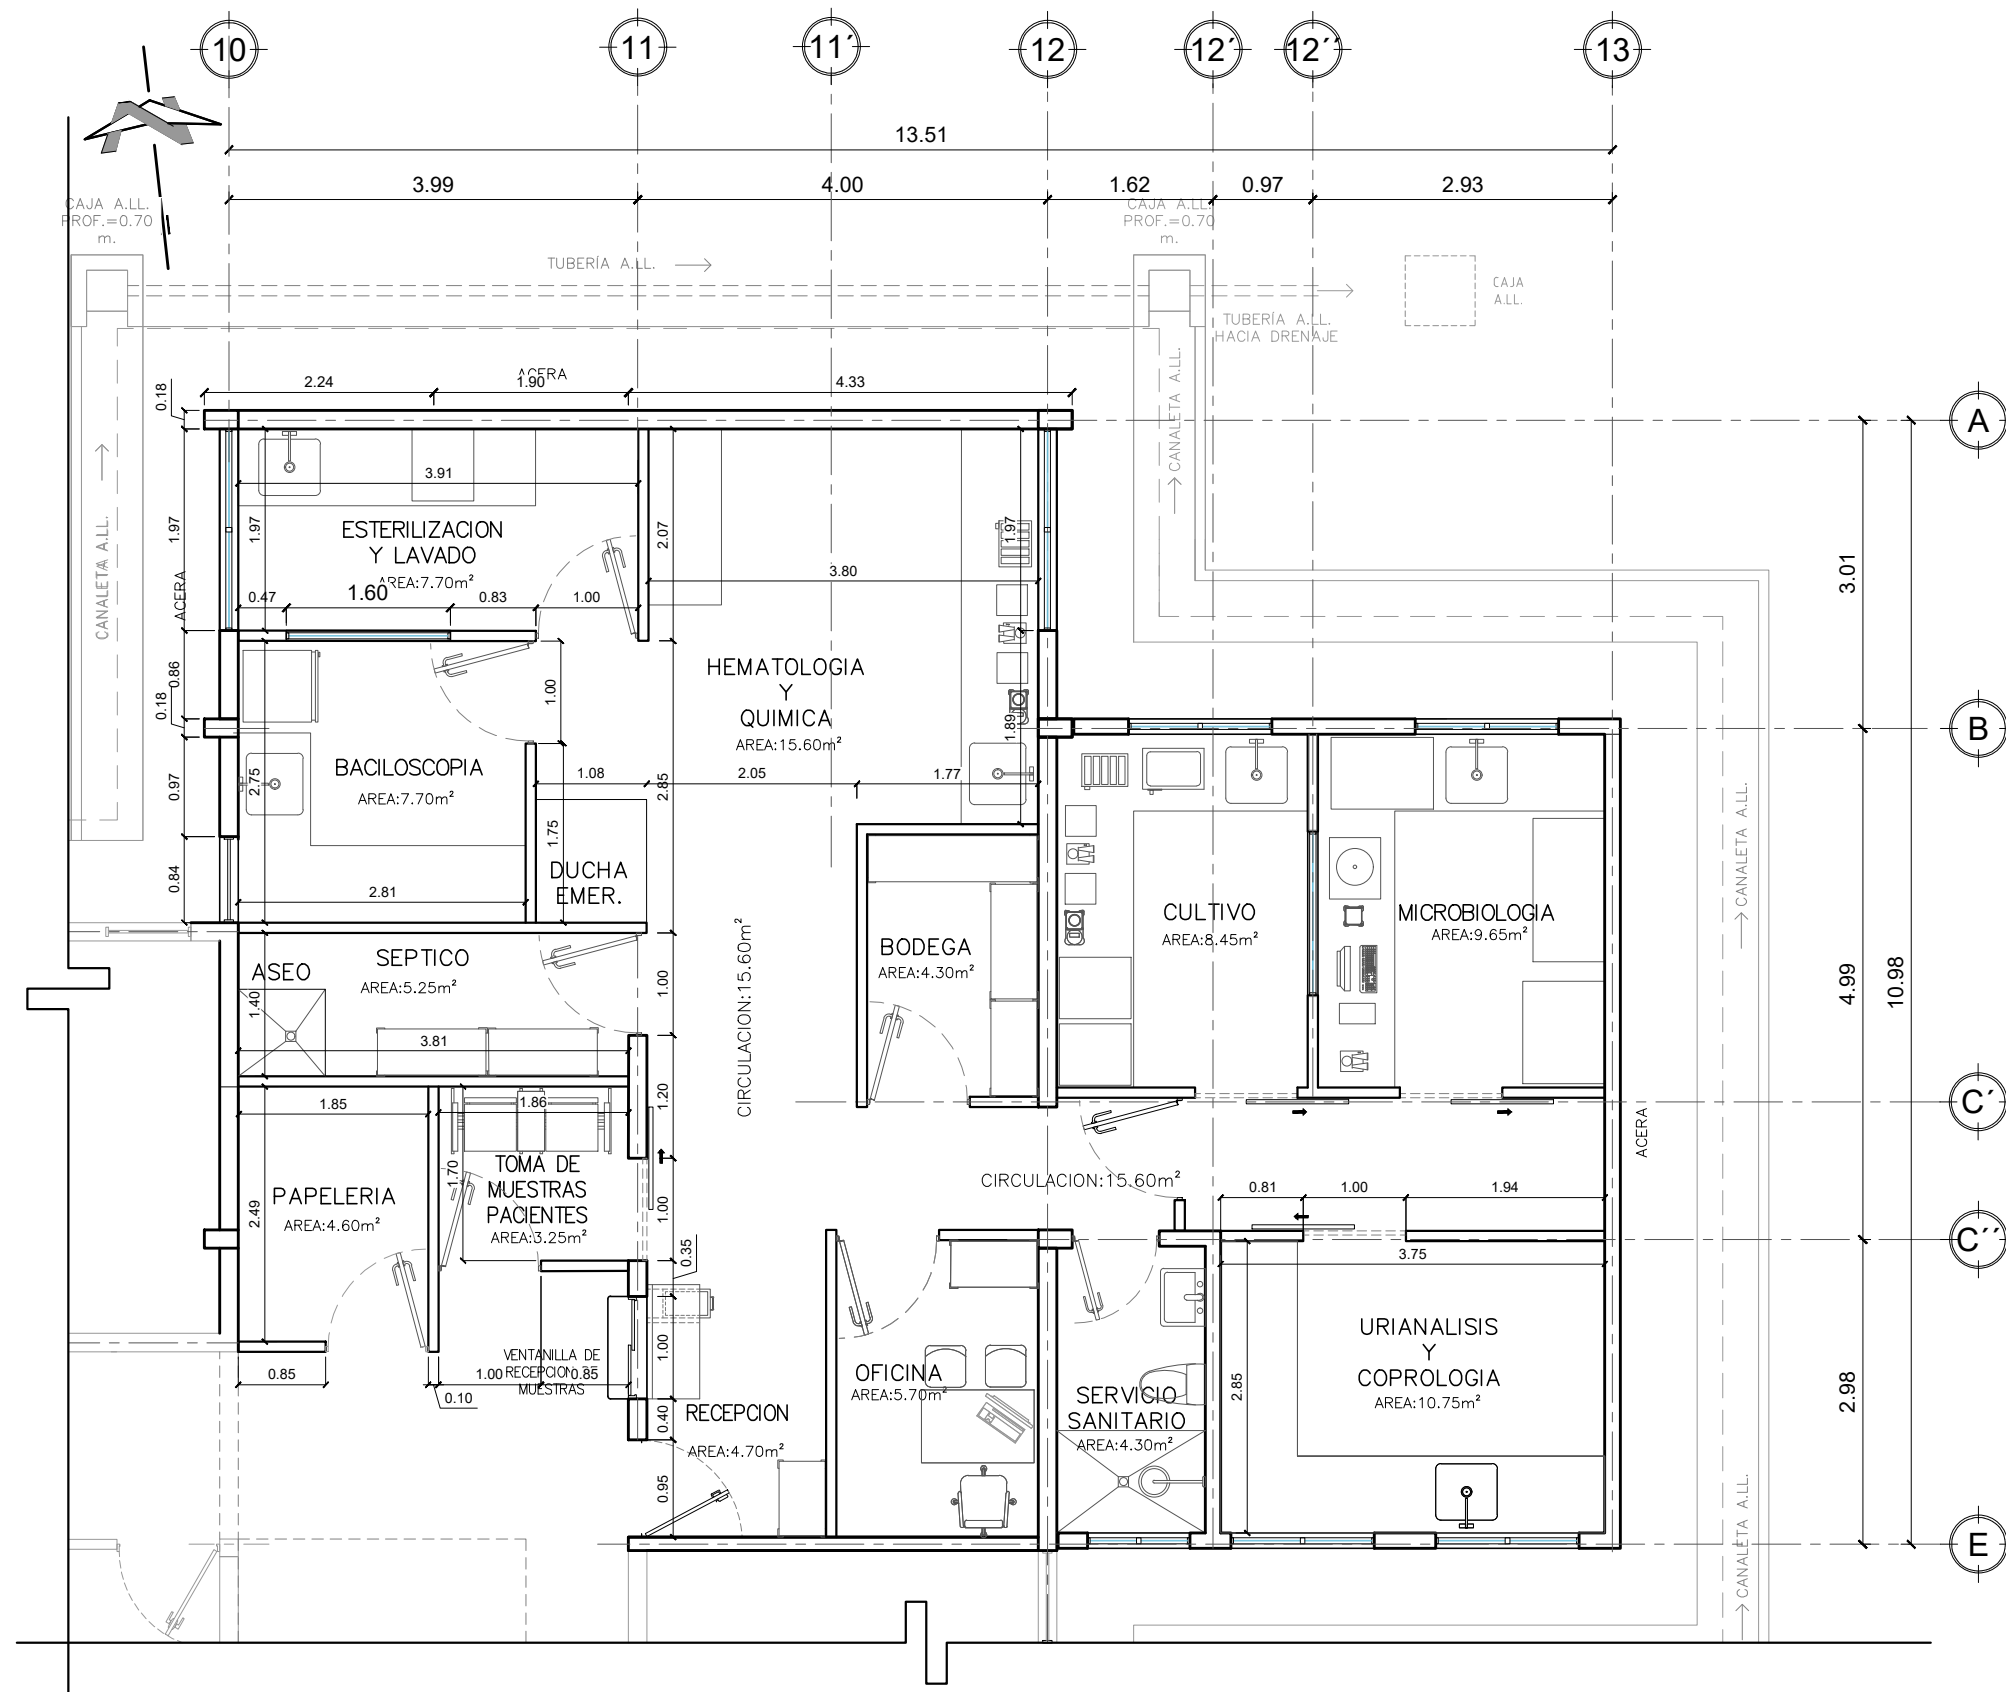 10
11
11´
12
12´
12´´
13
13.51
3.99
4.00
1.62
0.97
2.93
CAJA A.LL.
PROF.=0.70
m.
CAJA A.LL.
PROF.=0.70
m.
TUBERÍA A.LL.
CAJA
A.LL.
TUBERÍA A.LL.
HACIA DRENAJE
CANALETA A.LL.
ACERA
2.24
1.90
4.33
0.18
A
3.91
1.97
1.97
2.07
1.97
ESTERILIZACION
Y LAVADO
AREA:7.70m²
3.80
3.01
CANALETA A.LL.
ACERA
0.47
1.60
0.83
1.00
0.86
0.18
1.00
HEMATOLOGIA
Y
QUIMICA
AREA:15.60m²
1.89
B
BACILOSCOPIA
AREA:7.70m²
2.75
0.97
1.08
2.05
1.77
2.85
1.75
0.84
2.81
DUCHA
EMER.
CANALETA A.LL.
CULTIVO
AREA:8.45m²
MICROBIOLOGIA
AREA:9.65m²
BODEGA
AREA:4.30m²
CIRCULACION:15.60m²
ASEO
SEPTICO
AREA:5.25m²
1.40
1.00
3.81
4.99
10.98
1.85
1.86
1.20
C´
ACERA
TOMA DE
MUESTRAS
PACIENTES
AREA:3.25m²
1.70
1.00
PAPELERIA
AREA:4.60m²
2.49
CIRCULACION:15.60m²
0.81
1.00
1.94
C´´
0.35
3.75
1.00
VENTANILLA DE
RECEPCION DE
MUESTRAS
0.85
1.00
0.85
0.10
OFICINA
AREA:5.70m²
URIANALISIS
Y
COPROLOGIA
AREA:10.75m²
2.85
2.98
SERVICIO
SANITARIO
AREA:4.30m²
RECEPCION
AREA:4.70m²
0.40
0.95
CANALETA A.LL.
E